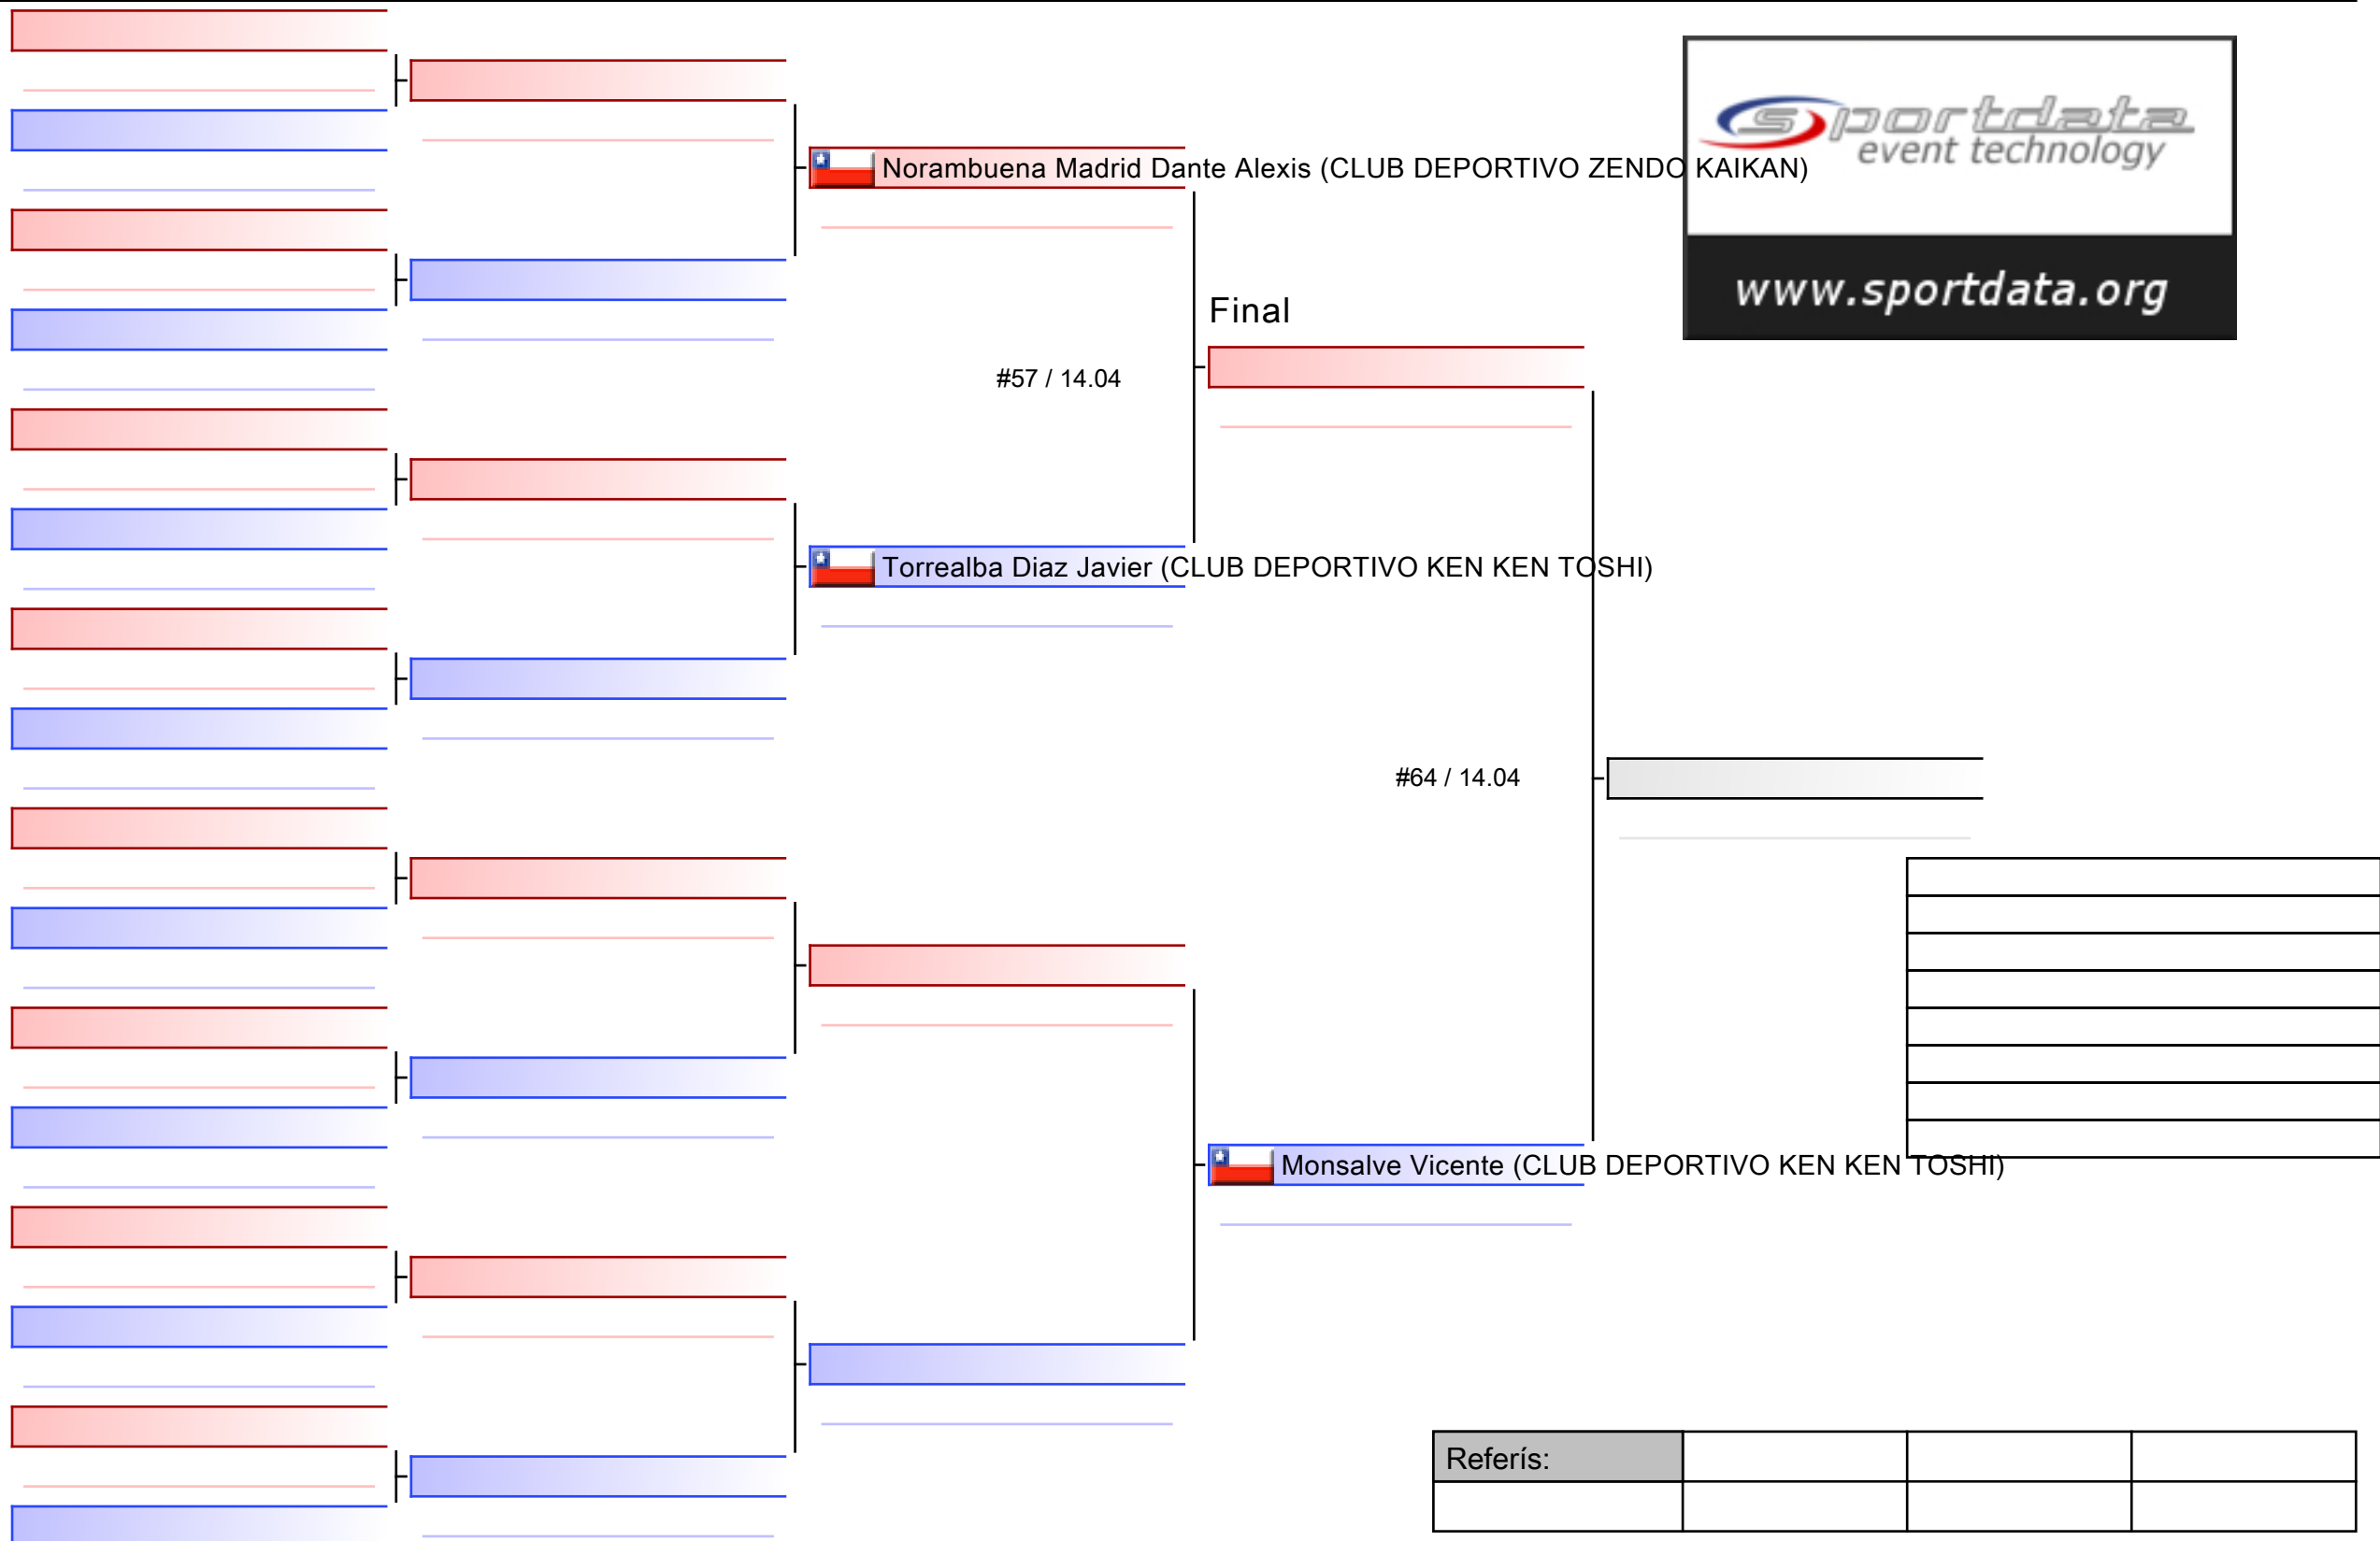 sportdata
event technology
www.sportdata.org
Norambuena Madrid Dante Alexis (CLUB DEPORTIVO ZENDO KAIKAN)
Final
#57 / 14.04
Torrealba Diaz Javier (CLUB DEPORTIVO KEN KEN TOSHI)
#64 / 14.04
Monsalve Vicente (CLUB DEPORTIVO KEN KEN TOSHI)
Referís: